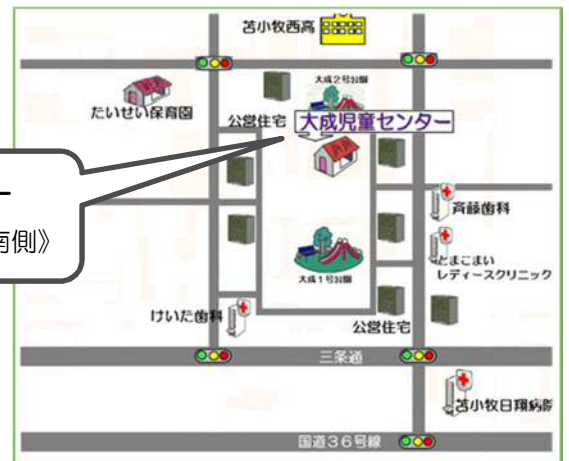 苫小牧西高
大成2号公園
たいせい保育園
公営住宅
大成児童センター
ー
南側》
斉藤歯科
とまこまい
レディースクリニック
大成1号公園
けいた歯科
公営住宅
三条通
苫小牧日翔病院
国道36号線